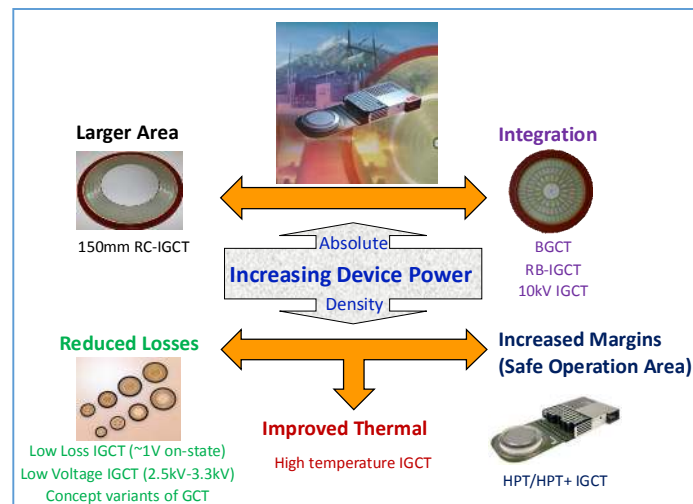 Larger Area
150mm RC-IGCT
Integration
BGCT
RB-IGCT
10kV IGCT
Absolute
Increasing Device Power
Density
Reduced Losses
Low Loss IGCT (~1V on-state)
Low Voltage IGCT (2.5kV-3.3kV)
Concept variants of GCT
Improved Thermal
High temperature IGCT
Increased Margins
(Safe Operation Area)
HPT/HPT+ IGCT